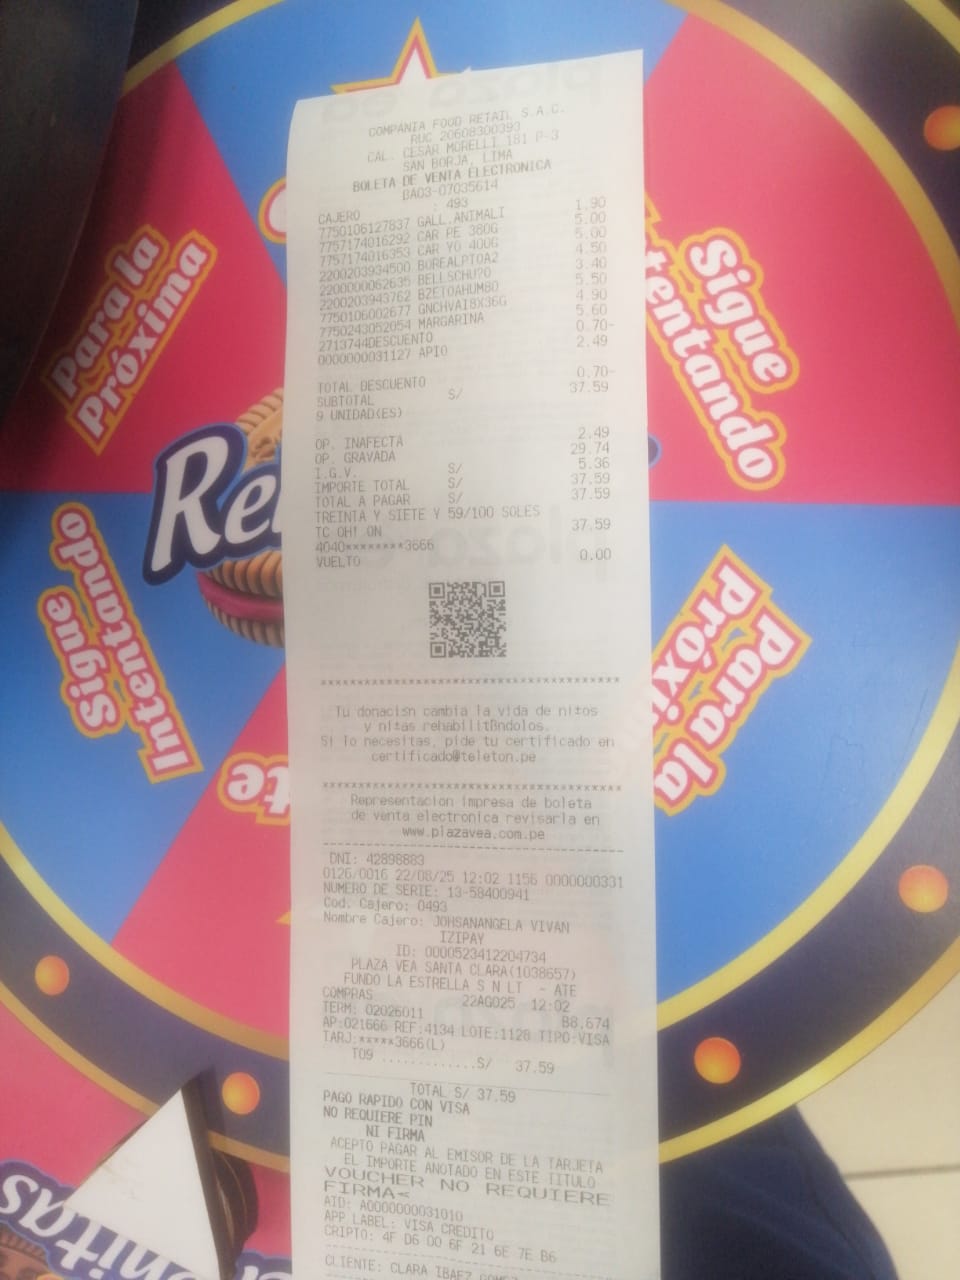 COMPAÑIA FOOD RETAIL S.A.C.
RUC 20608300393
CAL. CESAR MORELLI 181 P-3
SAN BORJA, LIMA
BOLETA DE VENTA ELECTRONICA
BA03-07035614
CAJERO : 493
7750106127837 GALL.ANIMALI 1.90
7757174016292 CAR PE 380G 5.00
7757174016353 CAR YO 400G 5.00
2200203934500 BOREALPTOA2 4.50
2200000062635 BELLSCHU?0 3.40
2200203943762 BZETOAHUMB0 5.50
7750106002677 GNCHVAI8X36G 4.90
7750243052054 MARGARINA 5.60
2713744DESCUENTO 0.70-
0000000031127 APIO 2.49
TOTAL DESCUENTO 0.70-
SUBTOTAL S/ 37.59
9 UNIDAD(ES)
OP. INAFECTA 2.49
OP. GRAVADA 29.74
I.G.V. S/ 5.36
IMPORTE TOTAL S/ 37.59
TOTAL A PAGAR S/ 37.59
TREINTA Y SIETE Y 59/100 SOLES
TC OH! ON 37.59
4040********3666
VUELTO 0.00
Tu donacisn cambia la vida de nitos
y nitas rehabilitßndolos.
Si lo necesitas, pide tu certificado en
certificado@teleton.pe
Representacion impresa de boleta
de venta electronica revisarla en
www.plazavea.com.pe
DNI: 42898883
0126/0016 22/08/25 12:02 1156 0000000331
NUMERO DE SERIE: 13-58400941
Cod. Cajero: 0493
Nombre Cajero: JOHSANANGELA VIVAN
IZIPAY
ID: 0000523412204734
PLAZA VEA SANTA CLARA(1038657)
FUNDO LA ESTRELLA S N LT - ATE
COMPRAS 22AGO25 12:02
TERM: 02026011 B8.674
AP:021666 REF:4134 LOTE:1128 TIPO:VISA
TARJ:*****3666(L)
T09 .............S/ 37.59
TOTAL S/ 37.59
PAGO RAPIDO CON VISA
NO REQUIERE PIN
NI FIRMA
ACEPTO PAGAR AL EMISOR DE LA TARJETA
EL IMPORTE ANOTADO EN ESTE TITULO
VOUCHER NO REQUIERE
FIRMA<
AID: A0000000031010
APP LABEL: VISA CREDITO
CRIPTO: 4F D6 00 6F 21 6E 7E B6
CLIENTE: CLARA
Para la
Próxima
Sigue
Intentando
Sigue
tentando
Para la